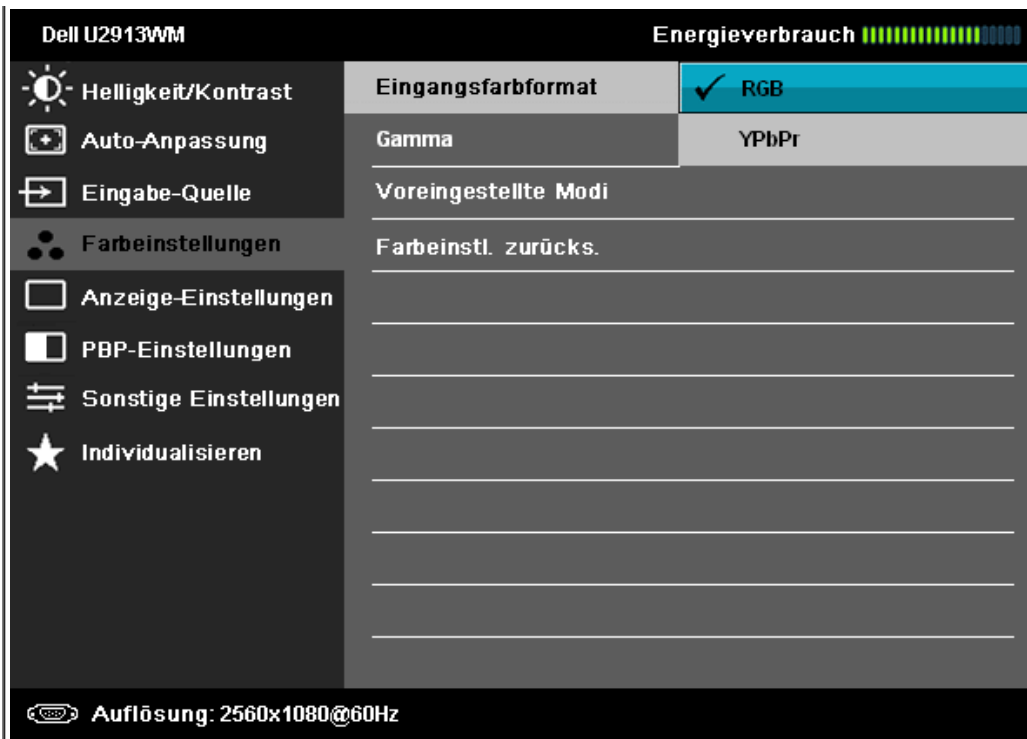 Dell U2913WM Energieverbrauch
Helligkeit/Kontrast Eingangsfarbformat RGB
Auto-Anpassung Gamma YPbPr
Eingabe-Quelle Voreingestellte Modi
Farbeinstellungen Farbeinstl. zurücks.
Anzeige-Einstellungen
PBP-Einstellungen
Sonstige Einstellungen
Individualisieren
Auflösung: 2560x1080@60Hz